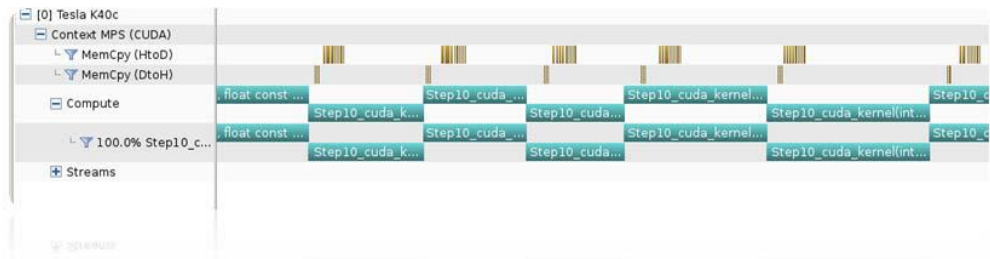 [0] Tesla K40c
Context MPS (CUDA)
MemCpy (HtoD)
MemCpy (DtoH)
, float const ... Step10_cuda_... Step10_cuda_kernel... Step10_c
Compute
Step10_cuda_k... Step10_cuda... Step10_cuda_kernel(int...
, float const ... Step10_cuda_... Step10_cuda_kernel... Step10_c
100.0% Step10_c...
Step10_cuda_k... Step10_cuda... Step10_cuda_kernel(int...
Streams